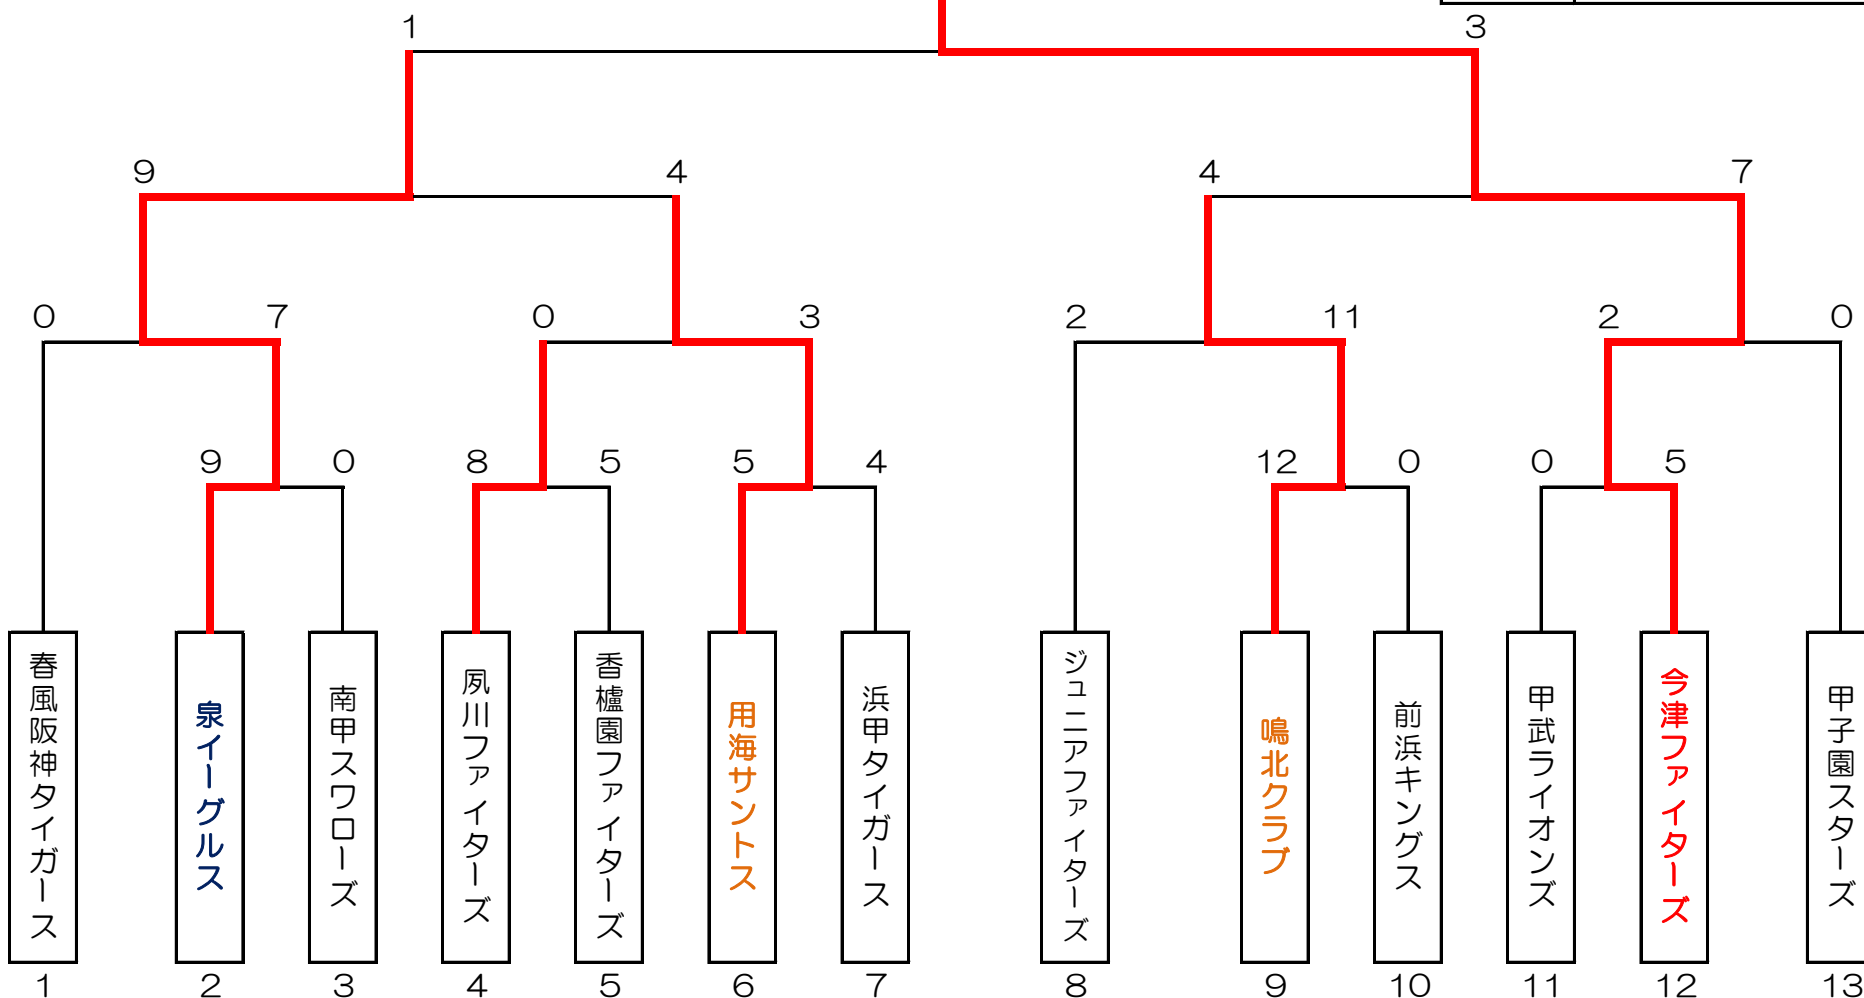 1
3
9
4
4
7
0
7
0
3
2
11
2
0
9
0
8
5
5
4
12
0
0
5
春風阪神タイガース
泉イーグルス
南甲スワローズ
夙川ファイターズ
香櫨園ファイターズ
用海サントス
浜甲タイガース
ジュニアファイターズ
鳴北クラブ
前浜キングス
甲武ライオンズ
今津ファイターズ
甲子園スターズ
1
2
3
4
5
6
7
8
9
10
11
12
13